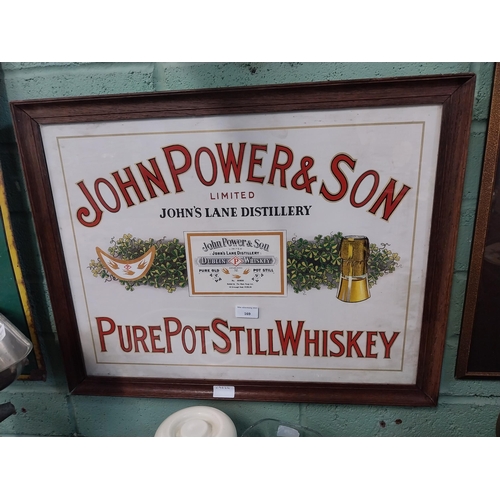 JOHN POWER & SON
LIMITED
JOHN'S LANE DISTILLERY
John Power & Son
LIMITED
JOHN'S LANE DISTILLERY
DUBLIN P WHISKEY
PURE OLD POT STILL
PURE POT STILL WHISKEY